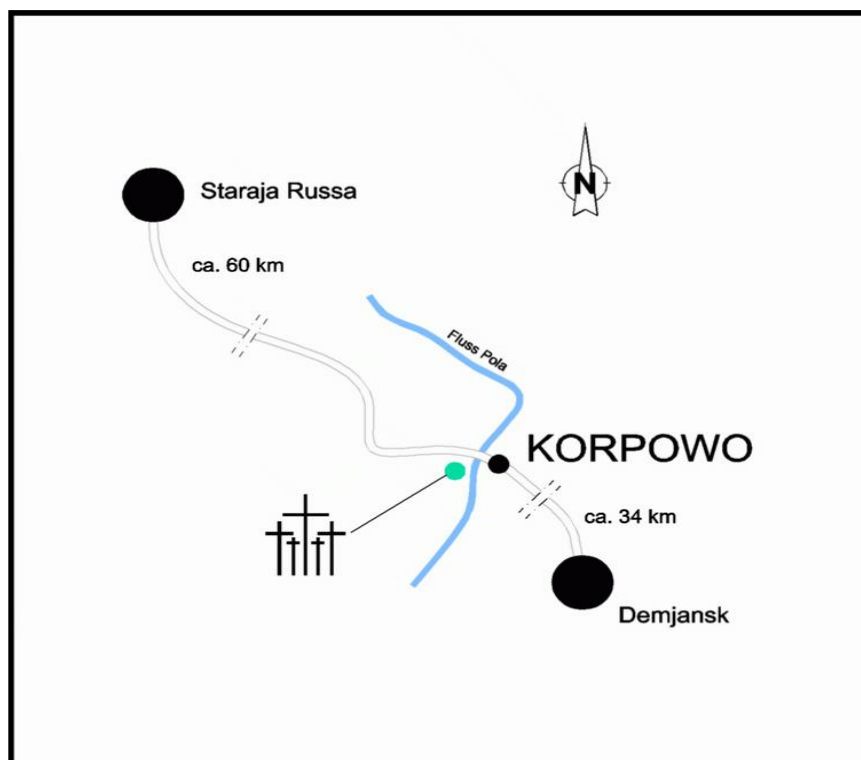 N
Staraja Russa
ca. 60 km
Fluss Pola
KORPOWO
ca. 34 km
Demjansk